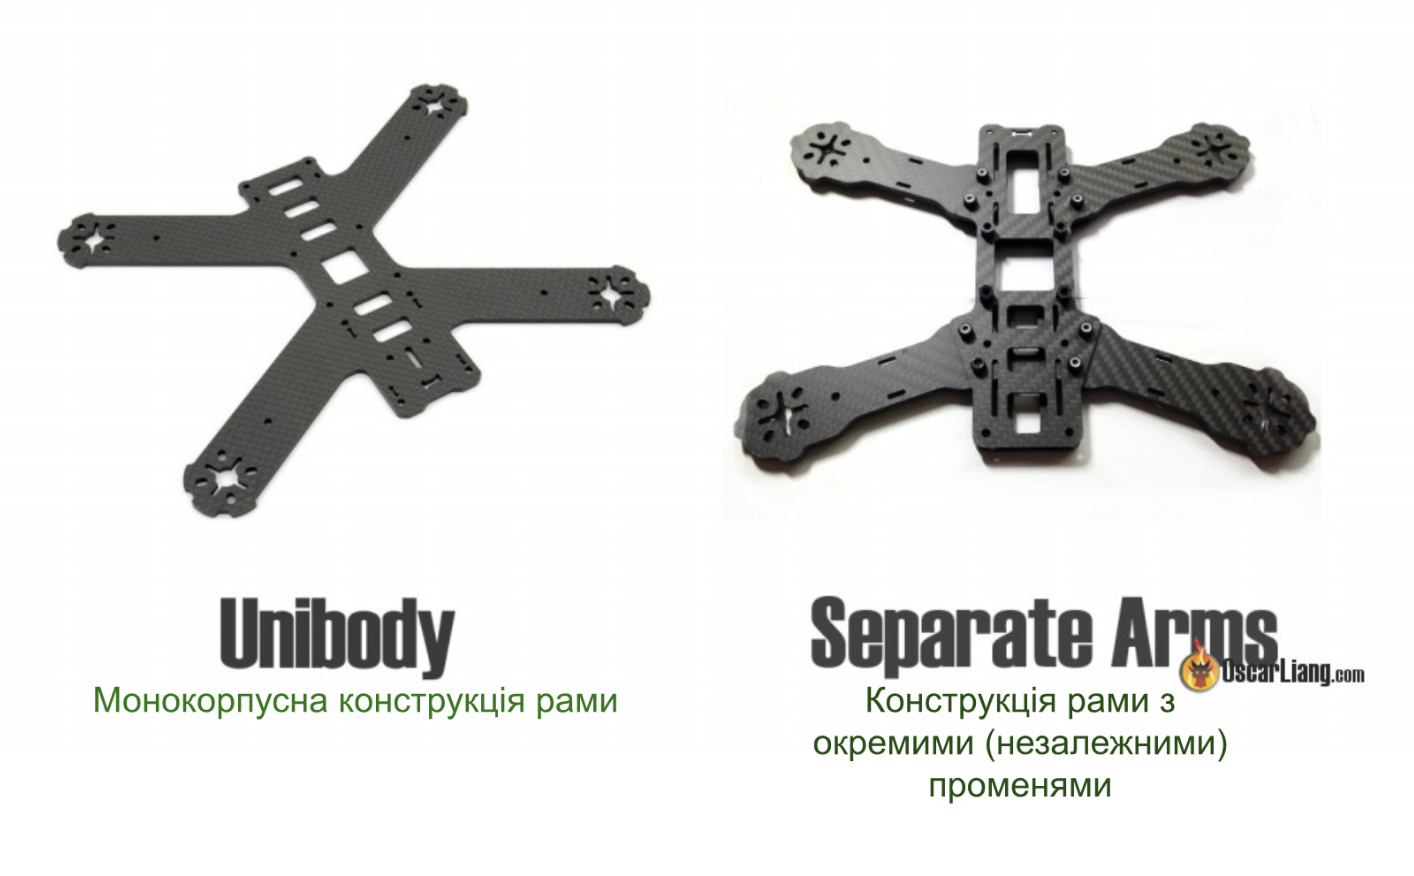 Unibody
Монокорпусна конструкція рами
Separate Arms
OscarLiang.com
Конструкція рами з
окремими (незалежними)
променями